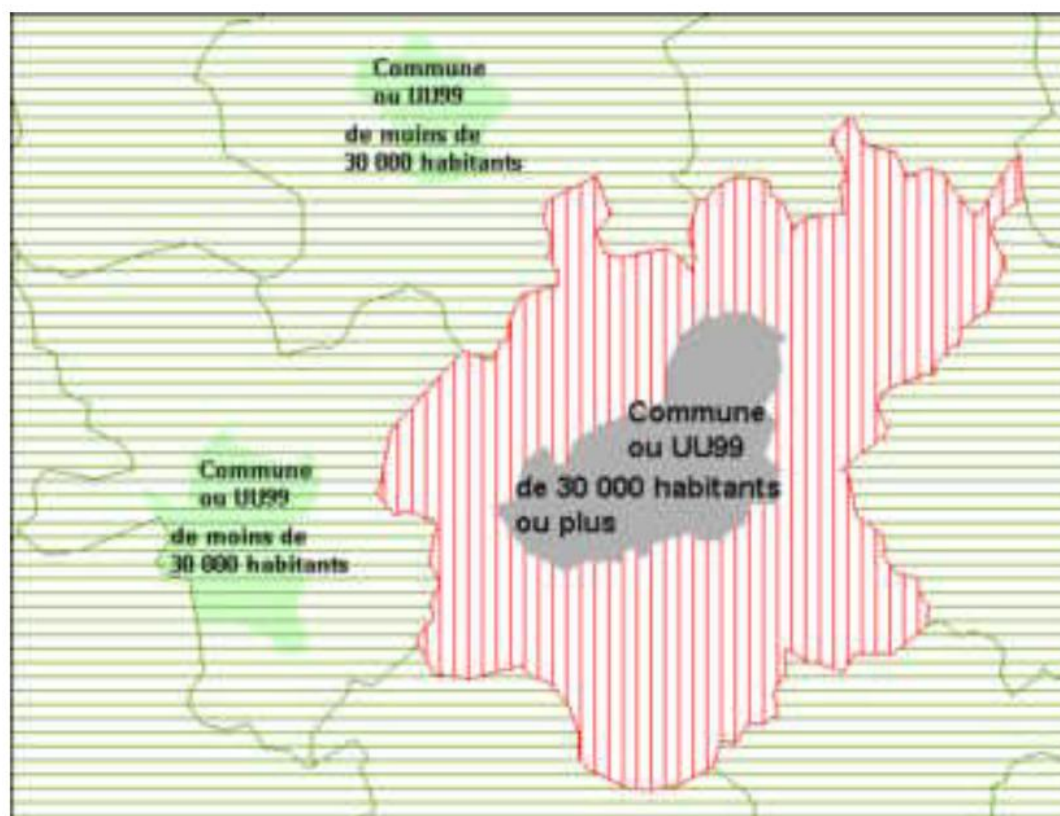 Commune
ou UU99
de moins de
30 000 habitants
Commune
ou UU99
de 30 000 habitants
ou plus
Commune
ou UU99
de moins de
30 000 habitants